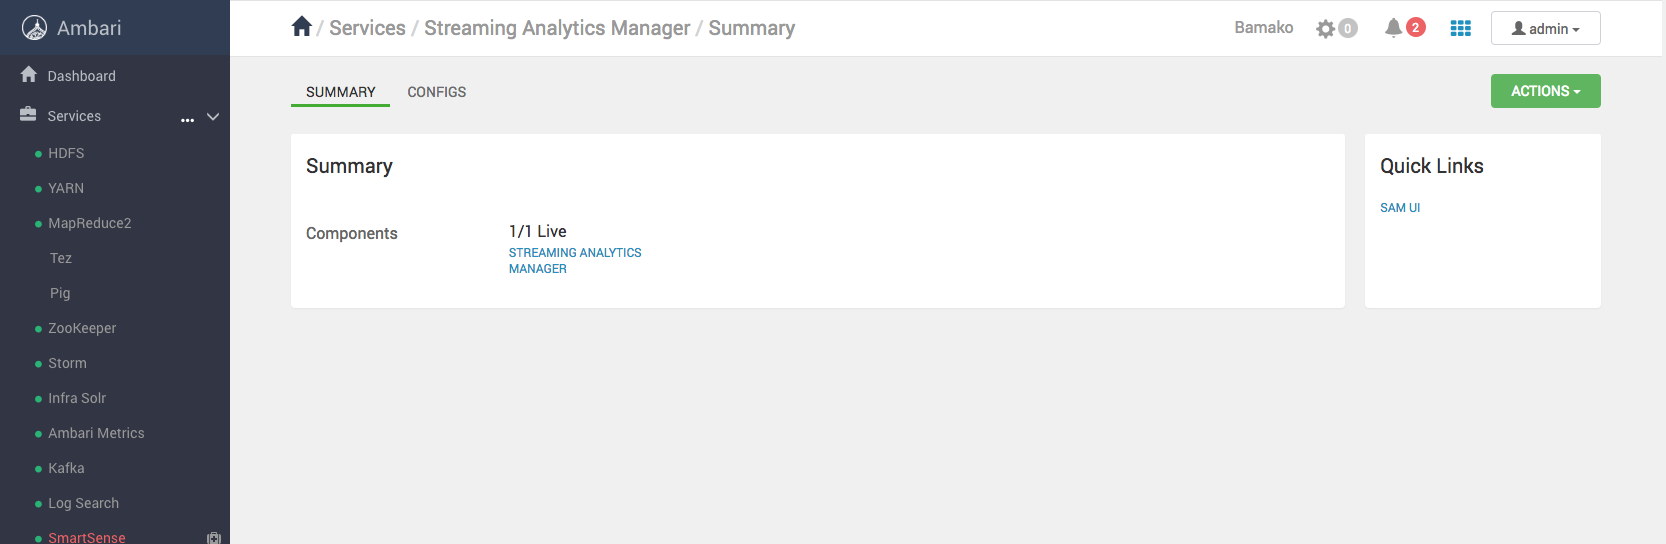 Ambari
Dashboard
Services
HDFS
YARN
MapReduce2
Tez
Pig
ZooKeeper
Storm
Infra Solr
Ambari Metrics
Kafka
Log Search
SmartSense
/ Services / Streaming Analytics Manager / Summary
Bamako
0
2
admin
SUMMARY
CONFIGS
ACTIONS
Summary
Components
1/1 Live
STREAMING ANALYTICS
MANAGER
Quick Links
SAM UI